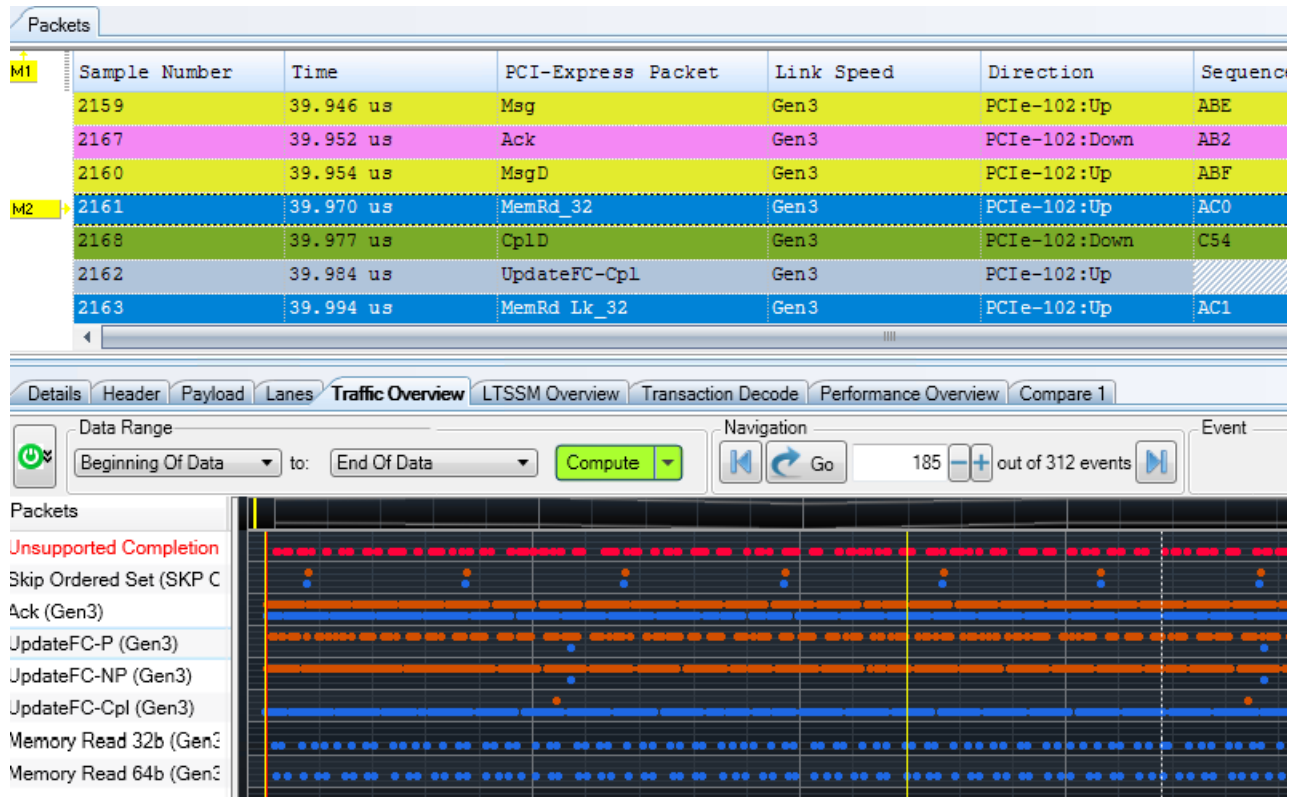 Packets
M1 Sample Number Time PCI-Express Packet Link Speed Direction Sequenc
2159 39.946 us Msg Gen3 PCIe-102:Up ABE
2167 39.952 us Ack Gen3 PCIe-102:Down AB2
2160 39.954 us MsgD Gen3 PCIe-102:Up ABF
M2 2161 39.970 us MemRd_32 Gen3 PCIe-102:Up AC0
2168 39.977 us CplD Gen3 PCIe-102:Down C54
2162 39.984 us UpdateFC-Cpl Gen3 PCIe-102:Up
2163 39.994 us MemRd Lk_32 Gen3 PCIe-102:Up AC1
Details Header Payload Lanes Traffic Overview LTSSM Overview Transaction Decode Performance Overview Compare 1
Data Range Navigation Event
Beginning Of Data to: End Of Data Compute Go 185 - + out of 312 events
Packets
Unsupported Completion
Skip Ordered Set (SKP C
Ack (Gen3)
UpdateFC-P (Gen3)
UpdateFC-NP (Gen3)
UpdateFC-Cpl (Gen3)
Memory Read 32b (Gen3
Memory Read 64b (Gen3